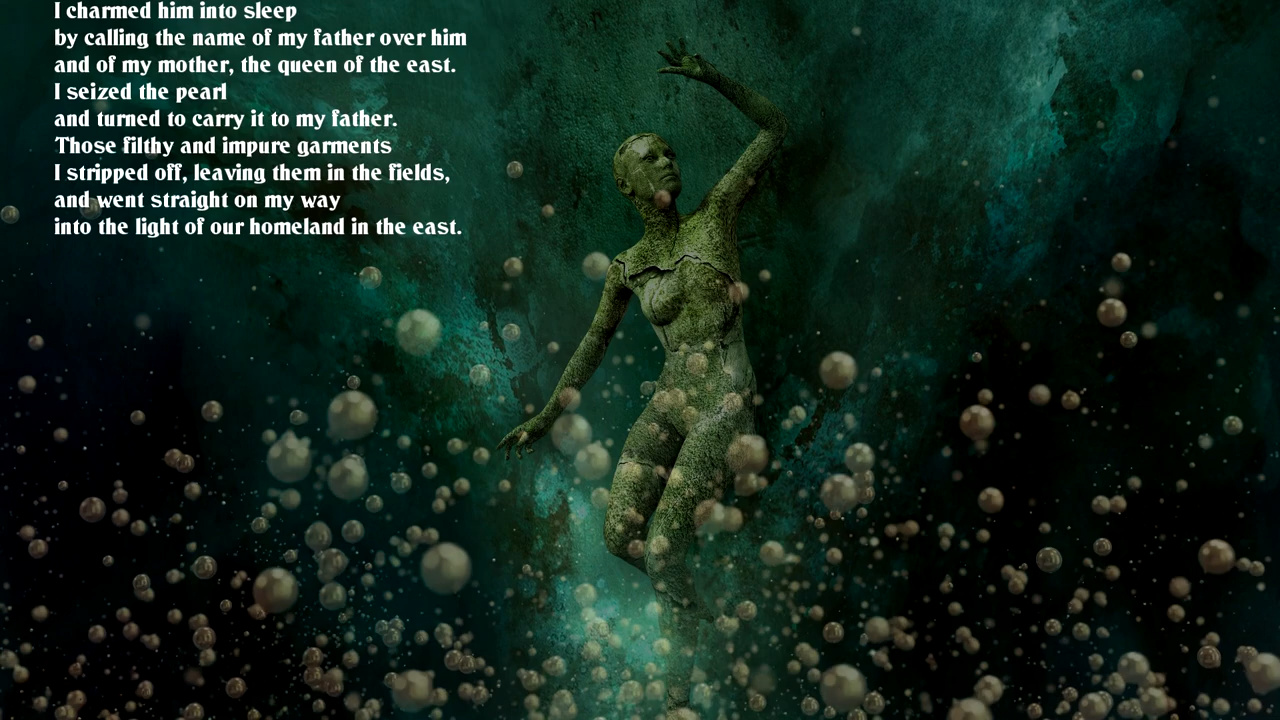 I charmed him into sleep
by calling the name of my father over him
and of my mother, the queen of the east.
I seized the pearl
and turned to carry it to my father.
Those filthy and impure garments
I stripped off, leaving them in the fields,
and went straight on my way
into the light of our homeland in the east.